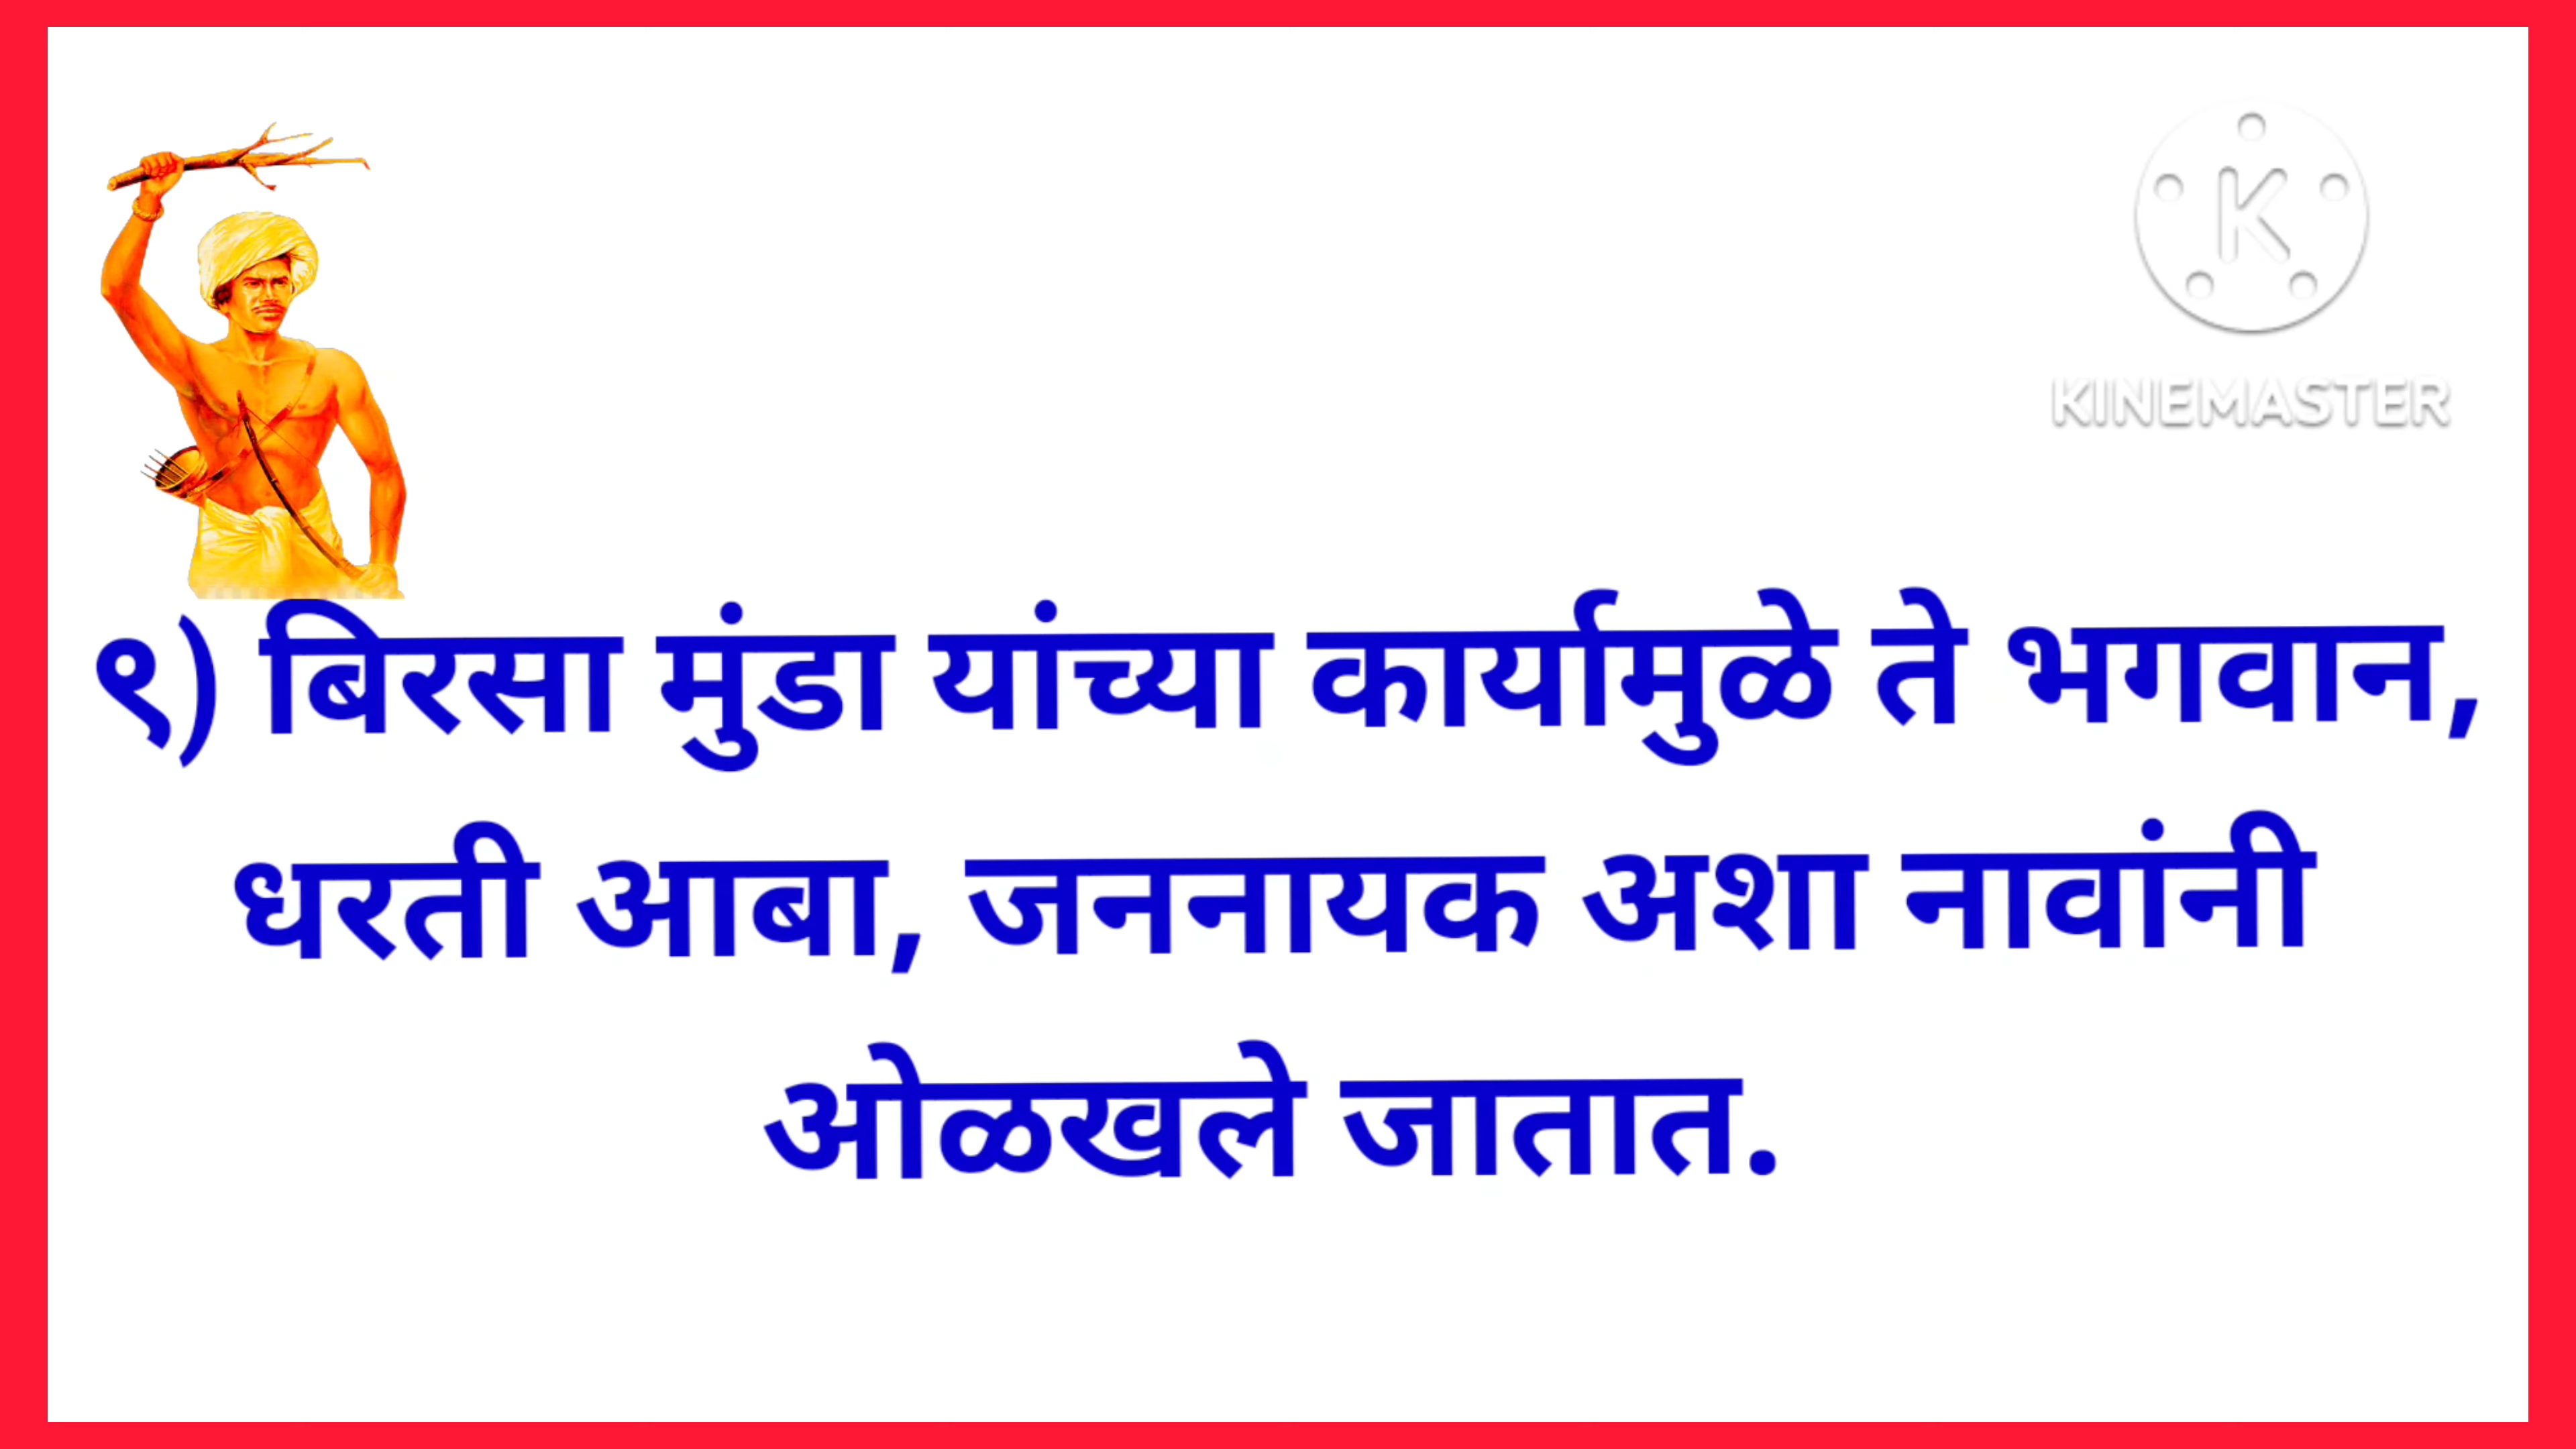 KINEMASTER
९) बिरसा मुंडा यांच्या कार्यामुळे ते भगवान,
धरती आबा, जननायक अशा नावांनी
ओळखले जातात.